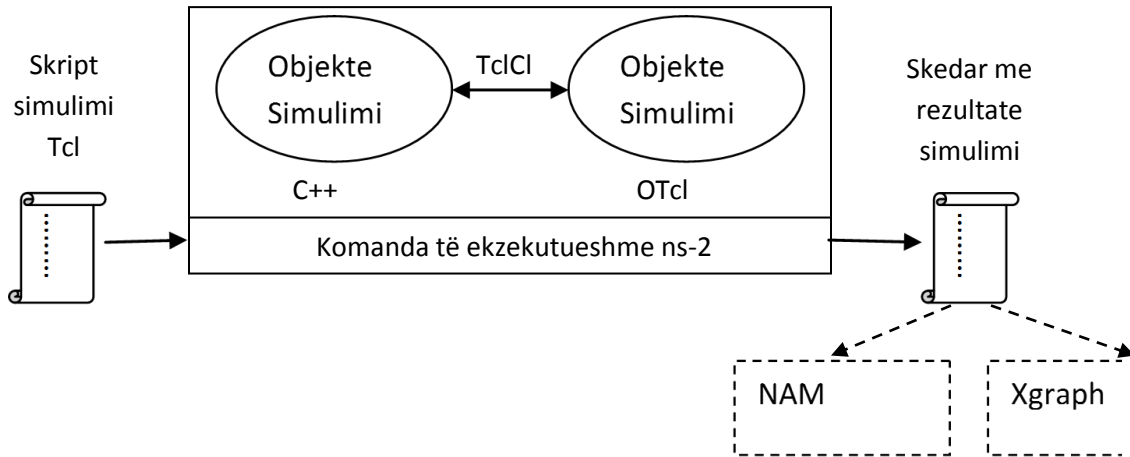 Skript
simulimi
Tcl
Objekte
Simulimi
TclCl
Objekte
Simulimi
C++
OTcl
Komanda të ekzekutueshme ns-2
Skedar me
rezultate
simulimi
NAM
Xgraph